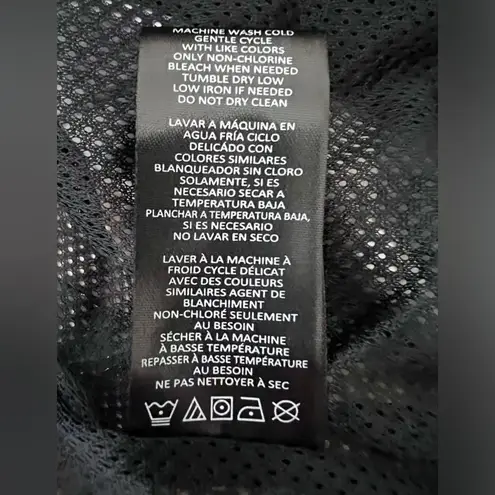 MACHINE WASH COLD
GENTLE CYCLE
WITH LIKE COLORS
ONLY NON-CHLORINE
BLEACH WHEN NEEDED
TUMBLE DRY LOW
LOW IRON IF NEEDED
DO NOT DRY CLEAN
LAVAR A MÁQUINA EN
AGUA FRÍA CICLO
DELICÁDO CON
COLORES SIMILARES
BLANQUEADOR SIN CLORO
SOLAMENTE, SI ES
NECESARIO SECAR A
TEMPERATURA BAJA
PLANCHAR A TEMPERATURA BAJA,
SI ES NECESARIO
NO LAVAR EN SECO
LAVER À LA MACHINE À
FROID CYCLE DÉLICAT
AVEC DES COULEURS
SIMILAIRES AGENT DE
BLANCHIMENT
NON-CHLORÉ SEULEMENT
AU BESOIN
SÉCHER À LA MACHINE
À BASSE TEMPÉRATURE
REPASSER À BASSE TEMPÉRATURE
AU BESOIN
NE PAS NETTOYER À SEC